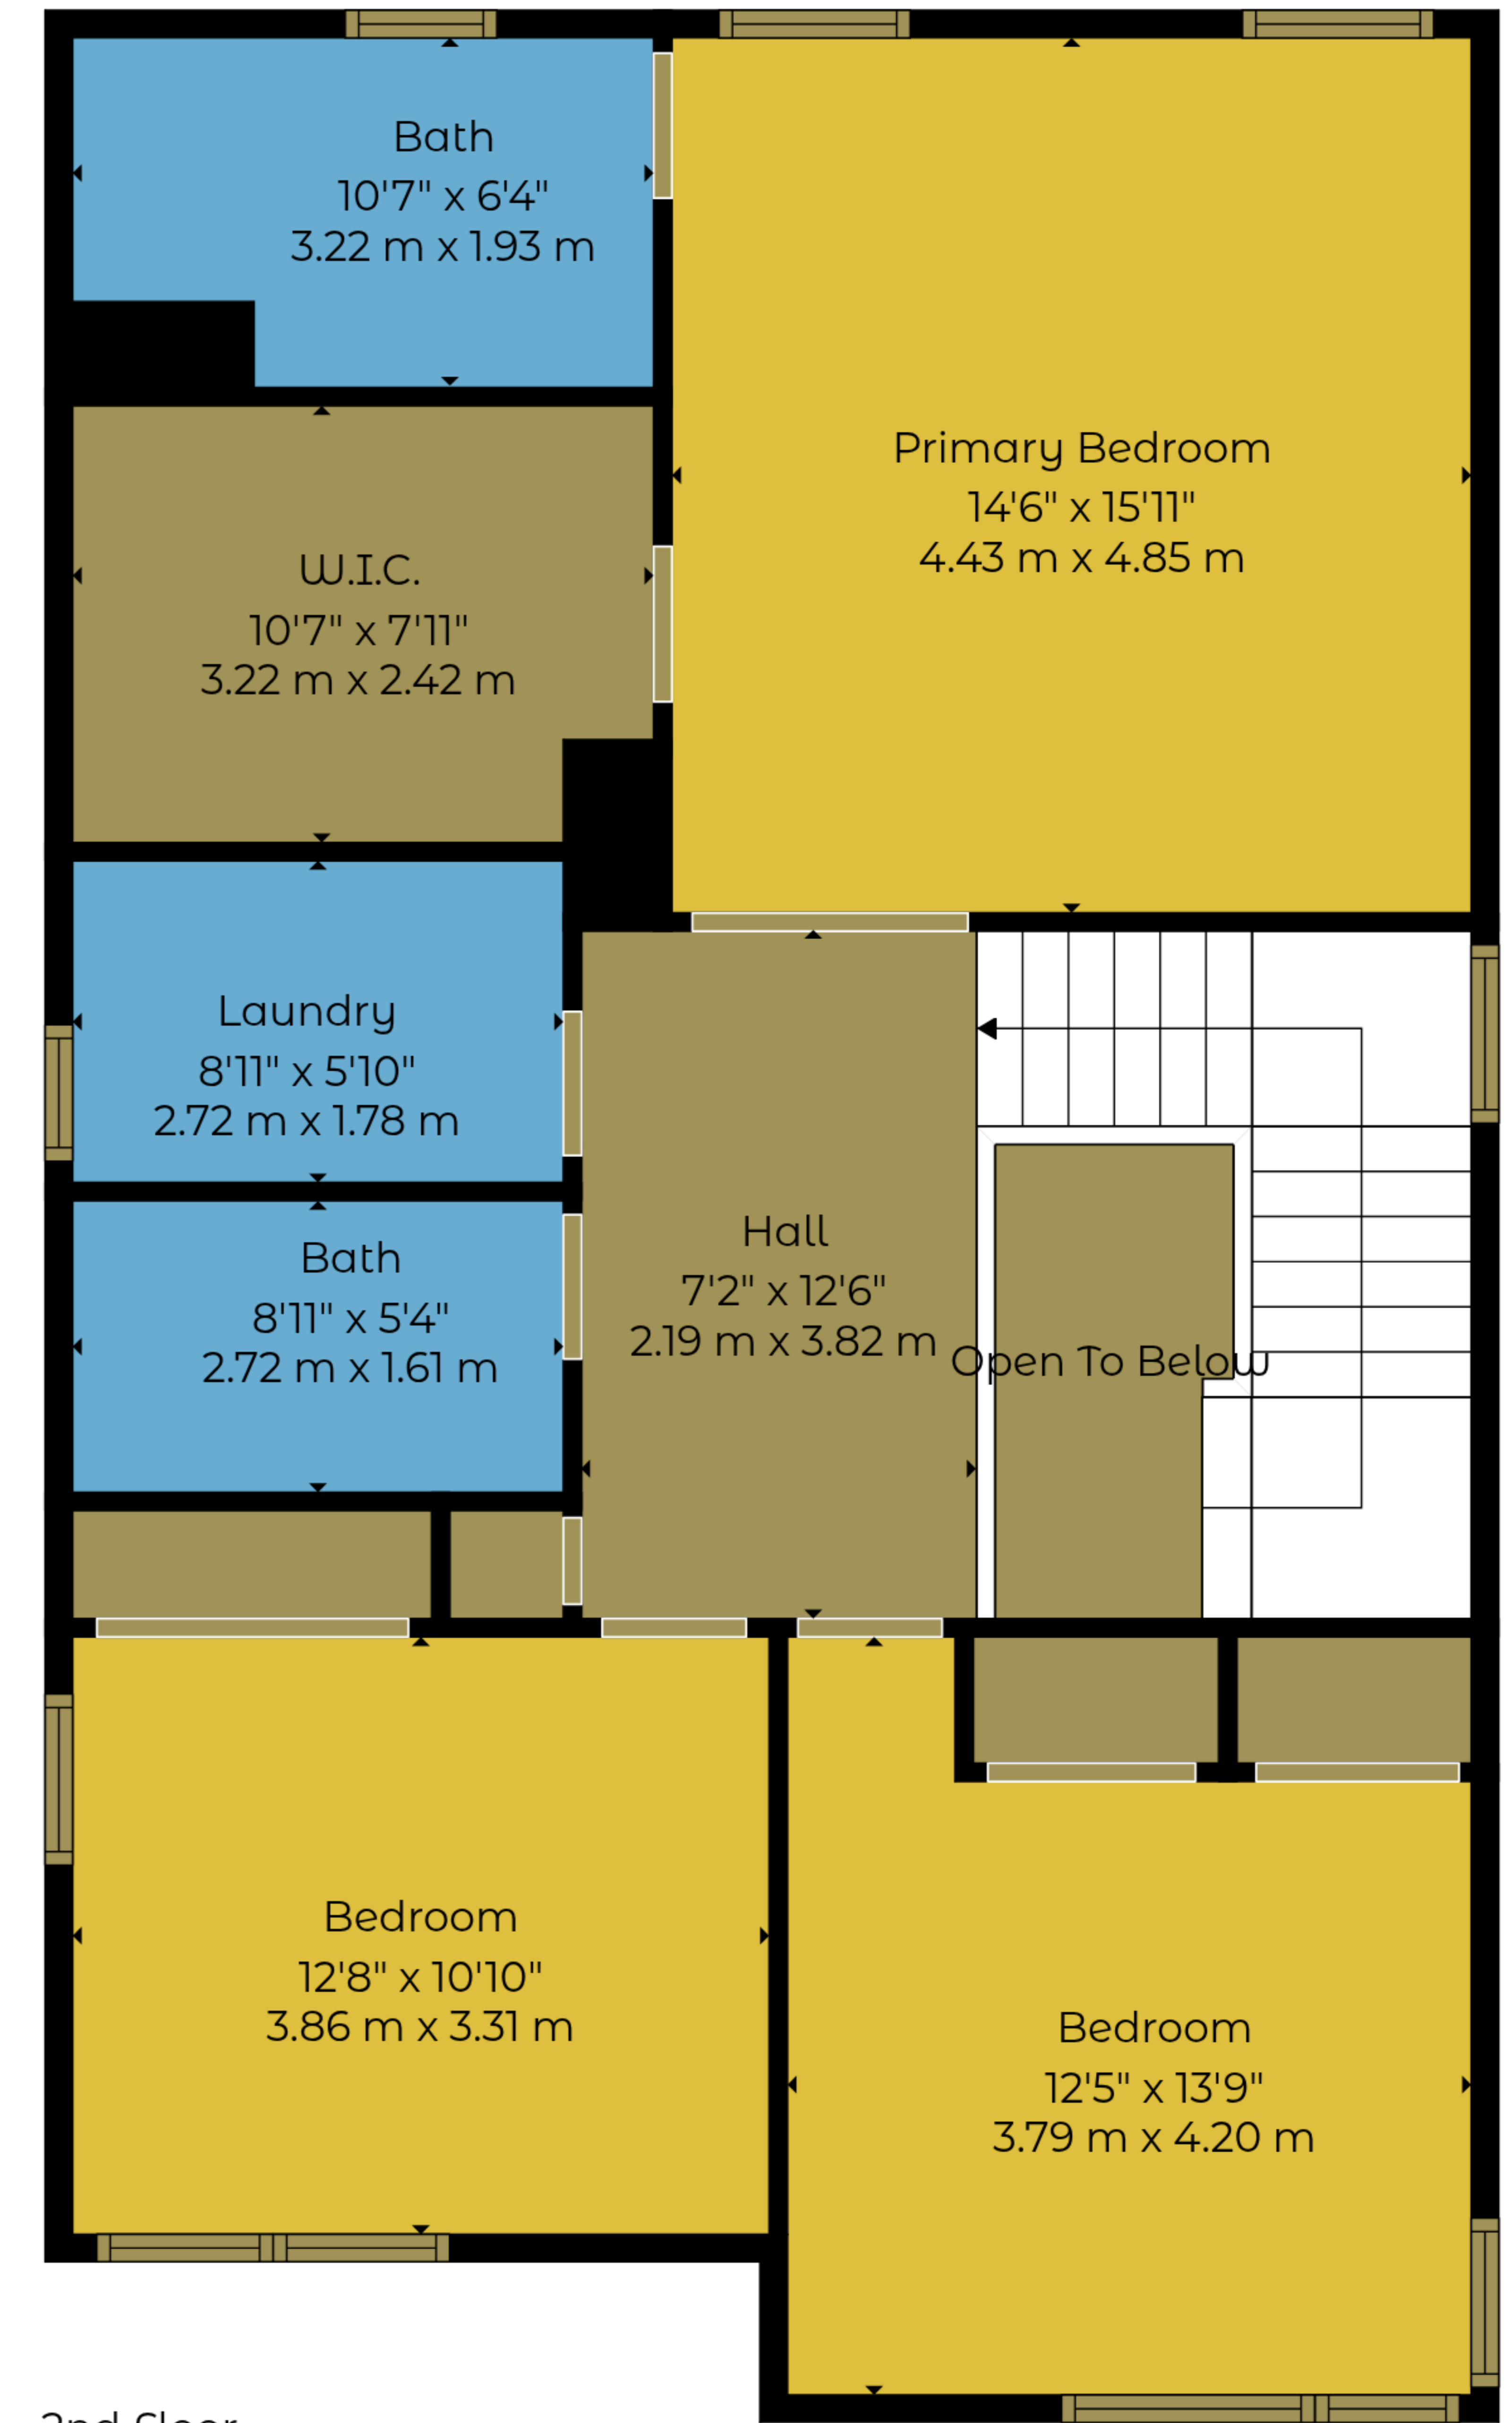 Bath
10'7" x 6'4"
3.22 m x 1.93 m
Primary Bedroom
14'6" x 15'11"
4.43 m x 4.85 m
W.I.C.
10'7" x 7'11"
3.22 m x 2.42 m
Laundry
8'11" x 5'10"
2.72 m x 1.78 m
Bath
8'11" x 5'4"
2.72 m x 1.61 m
Hall
7'2" x 12'6"
2.19 m x 3.82 m
Open To Below
Bedroom
12'8" x 10'10"
3.86 m x 3.31 m
Bedroom
12'5" x 13'9"
3.79 m x 4.20 m
2nd Floor